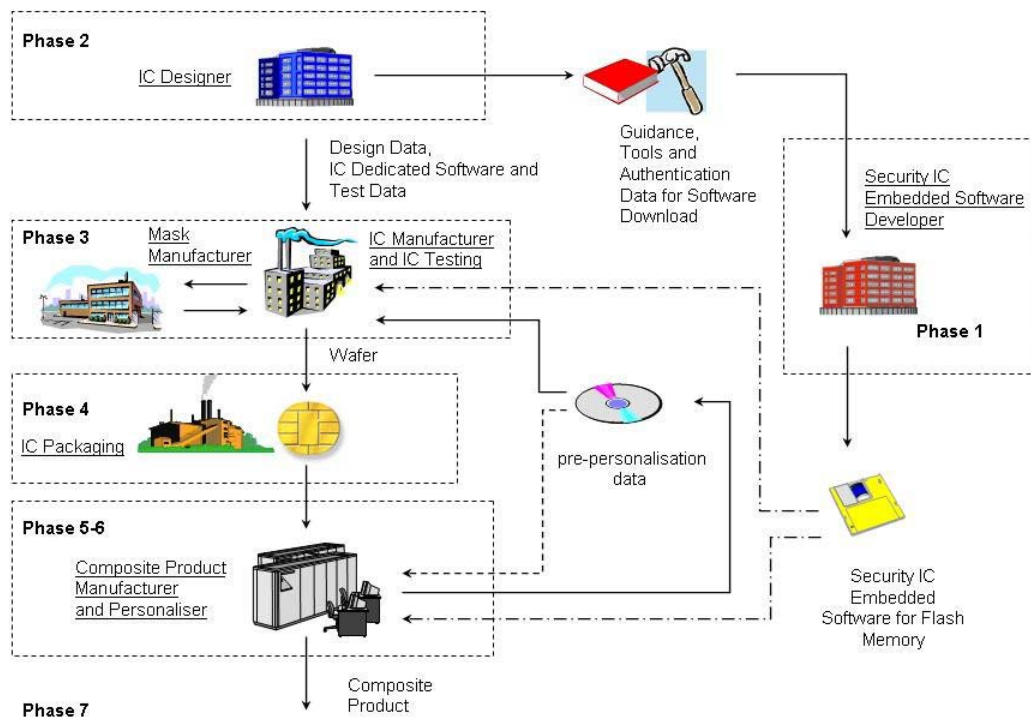 Phase 2
IC Designer
Design Data,
IC Dedicated Software and
Test Data
Guidance,
Tools and
Authentication
Data for Software
Download
Security IC
Embedded Software
Developer
Phase 1
Phase 3
Mask
Manufacturer
IC Manufacturer
and IC Testing
Wafer
Phase 4
IC Packaging
pre-personalisation
data
Phase 5-6
Composite Product
Manufacturer
and Personaliser
Security IC
Embedded
Software for Flash
Memory
Composite
Product
Phase 7